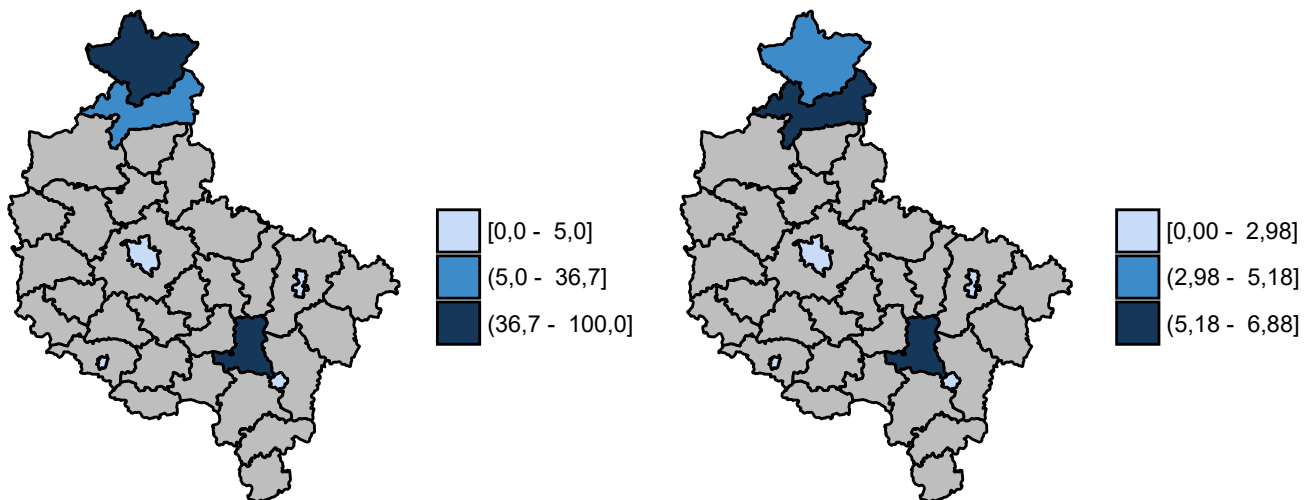 [0,0 - 5,0]
(5,0 - 36,7]
(36,7 - 100,0]
[0,00 - 2,98]
(2,98 - 5,18]
(5,18 - 6,88]